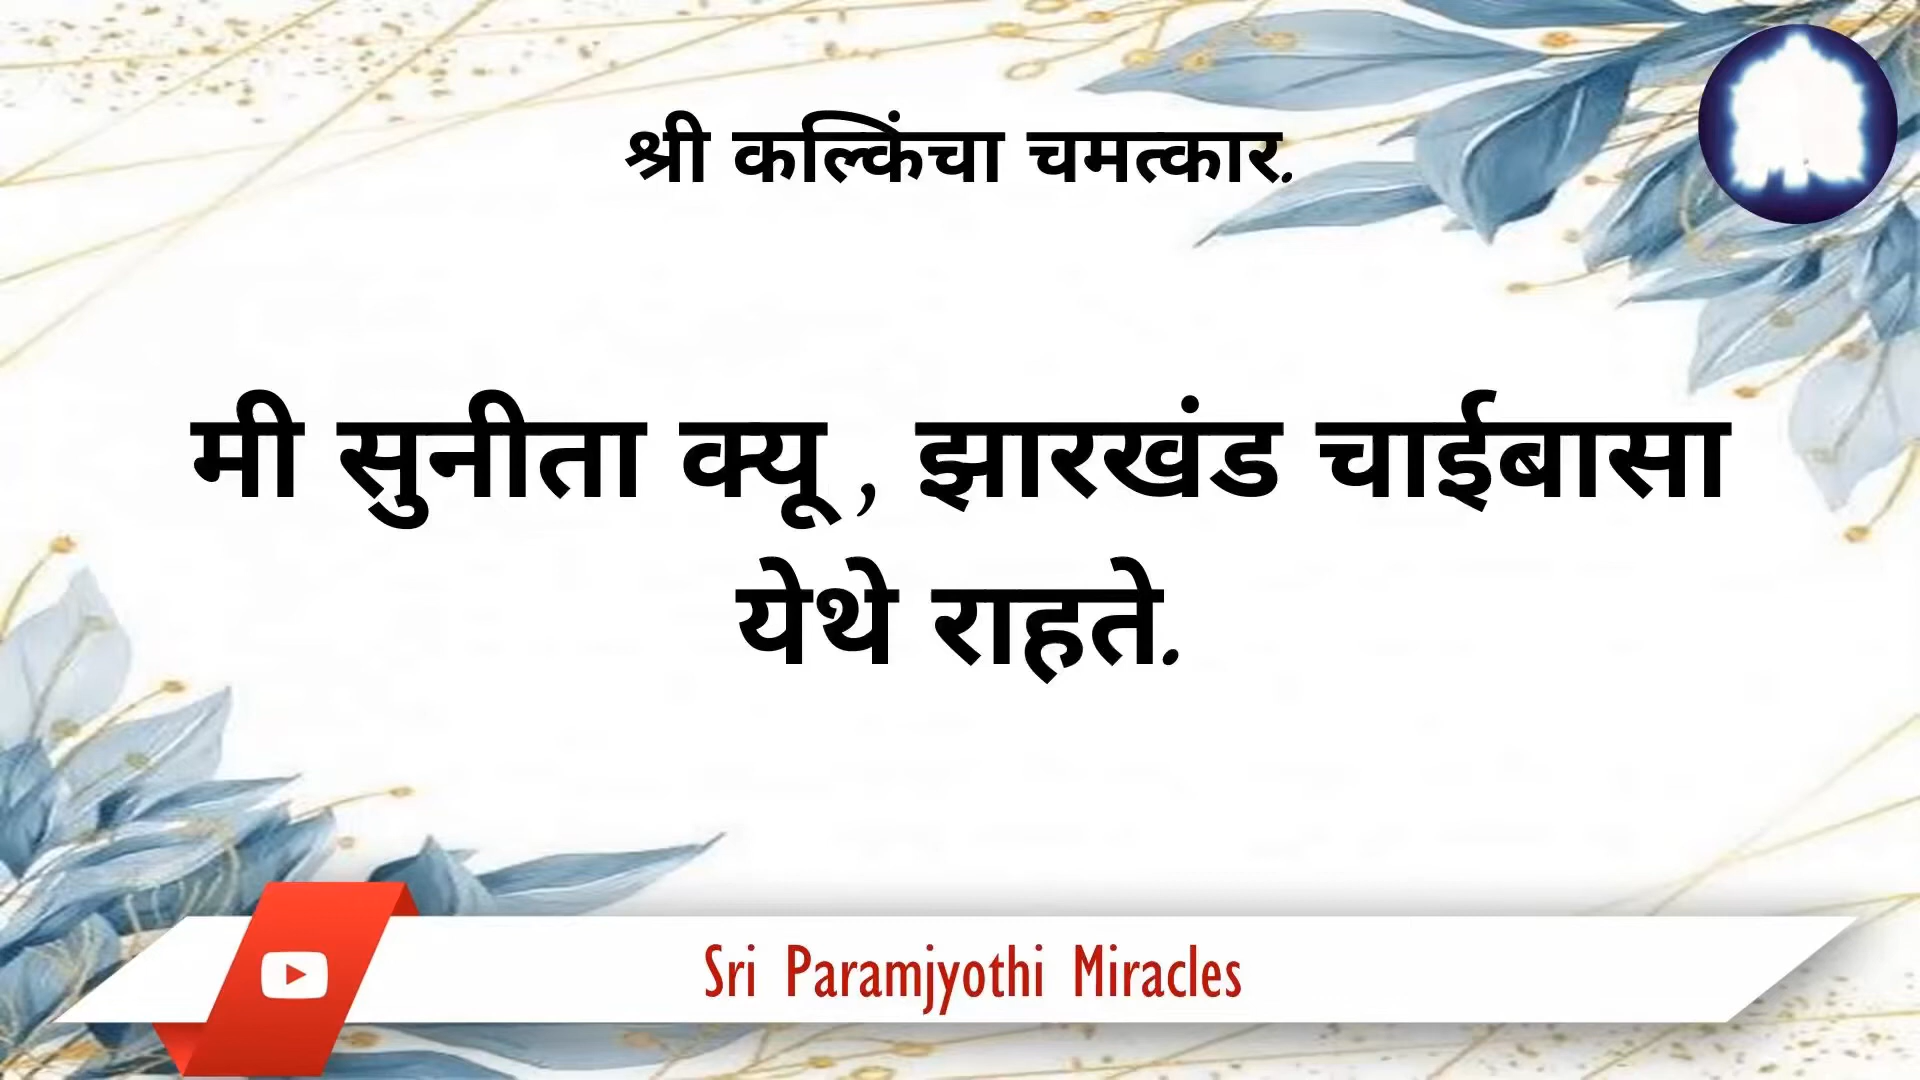 श्री कल्किंचा चमत्कार.
मी सुनीता क्यू , झारखंड चाईबासा
येथे राहते.
Sri Paramjyothi Miracles